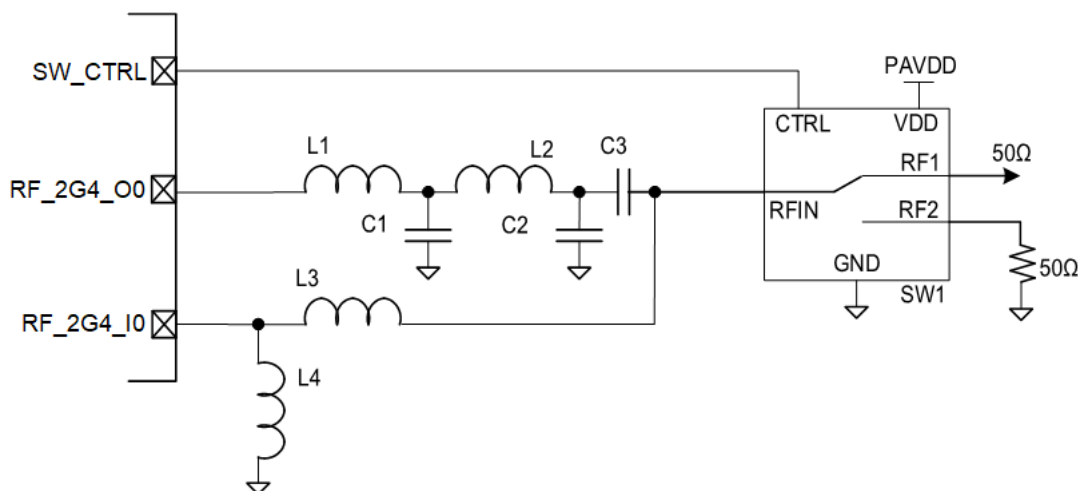 SW_CTRL
PAVDD
CTRL
VDD
L1
L2
C3
RF1
50Ω
RF_2G4_O0
RFIN
C1
C2
RF2
L3
GND
50Ω
SW1
RF_2G4_I0
L4